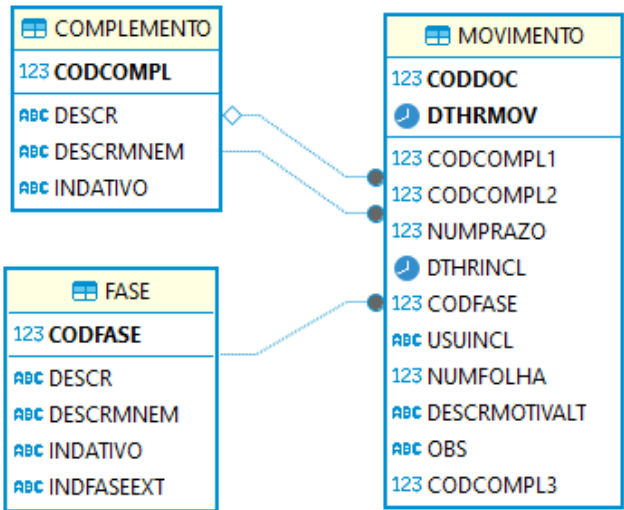 COMPLEMENTO
123 CODCOMPL
ABC DESCR
ABC DESCRMNEM
ABC INDATIVO
FASE
123 CODFASE
ABC DESCR
ABC DESCRMNEM
ABC INDATIVO
ABC INDFASEEXT
MOVIMENTO
123 CODDOC
DTHRMOV
123 CODCOMPL1
123 CODCOMPL2
123 NUMPRAZO
DTHRINCL
123 CODFASE
ABC USUINCL
123 NUMFOLHA
ABC DESCRMOTIVALT
ABC OBS
123 CODCOMPL3